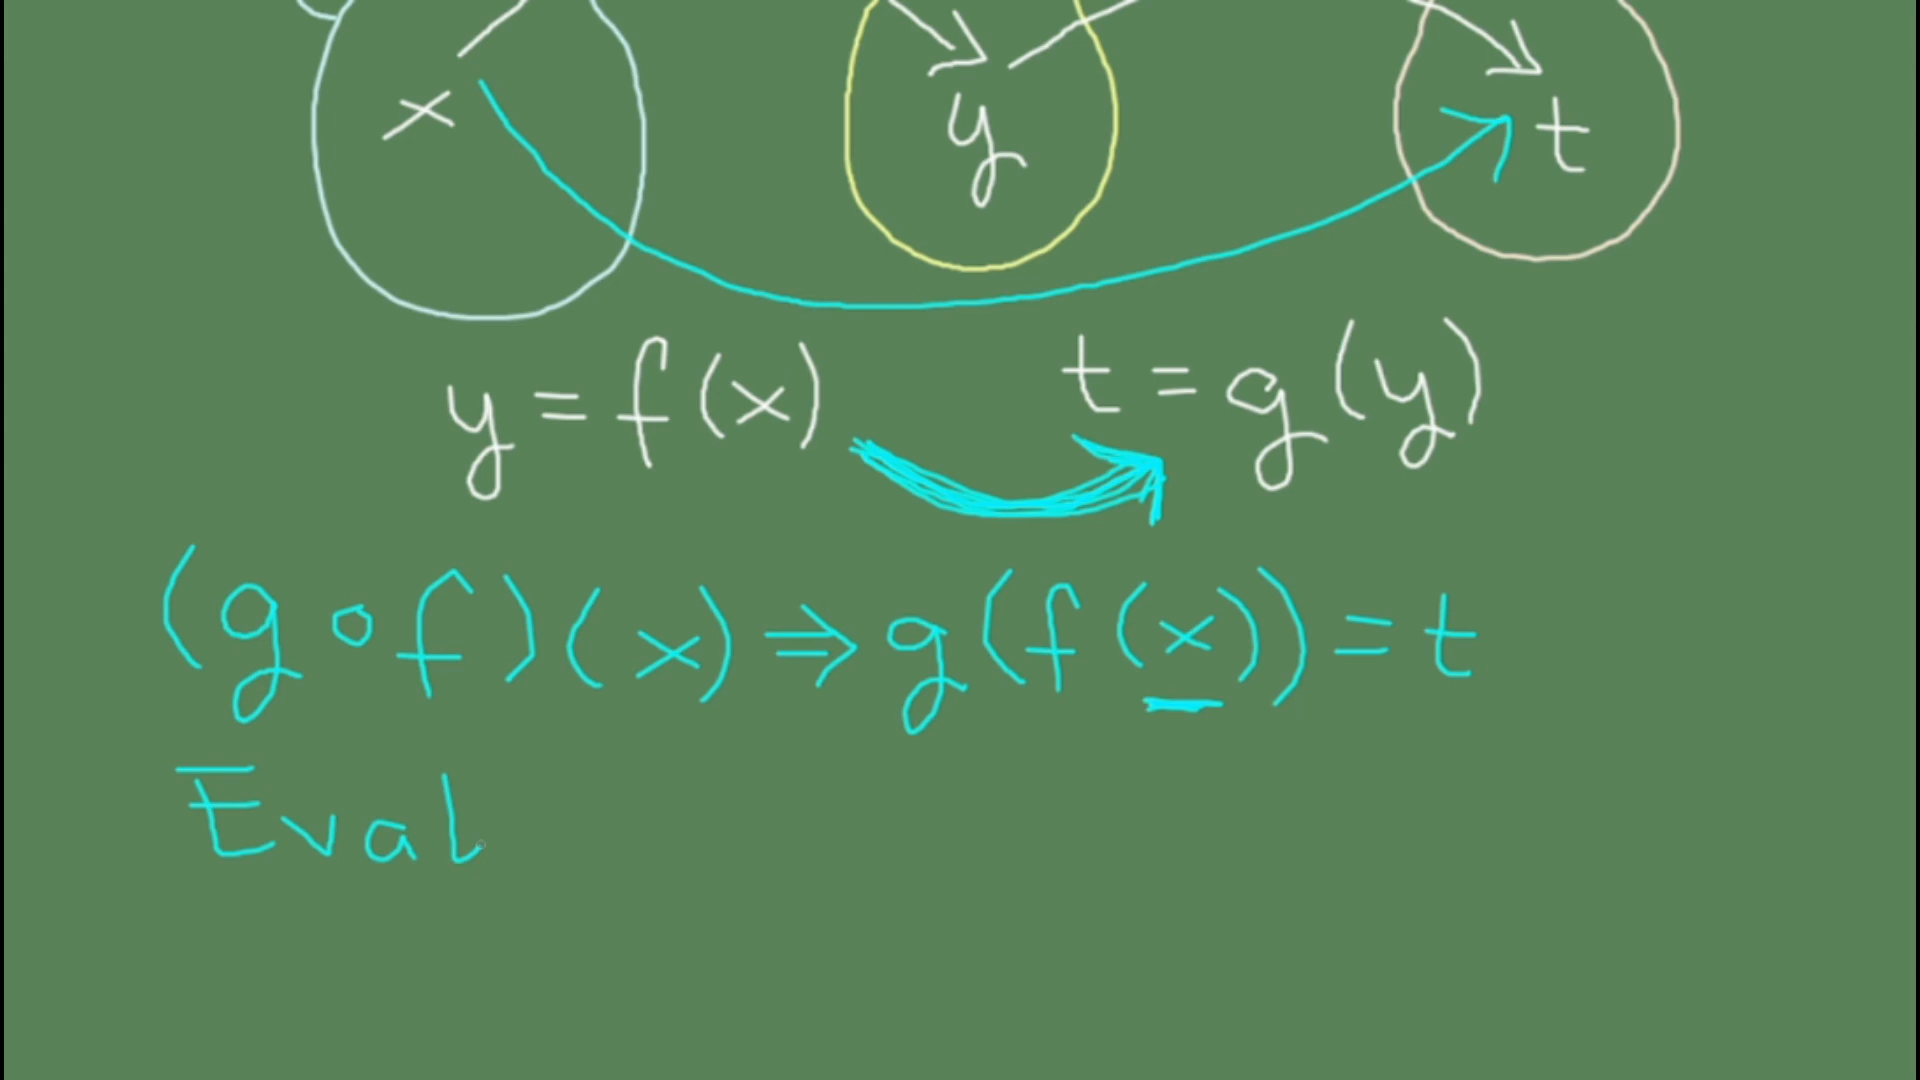 x y t
y = f(x) t = g(y)
(g∘f)(x) ⇒ g(f(x)) = t
Eval